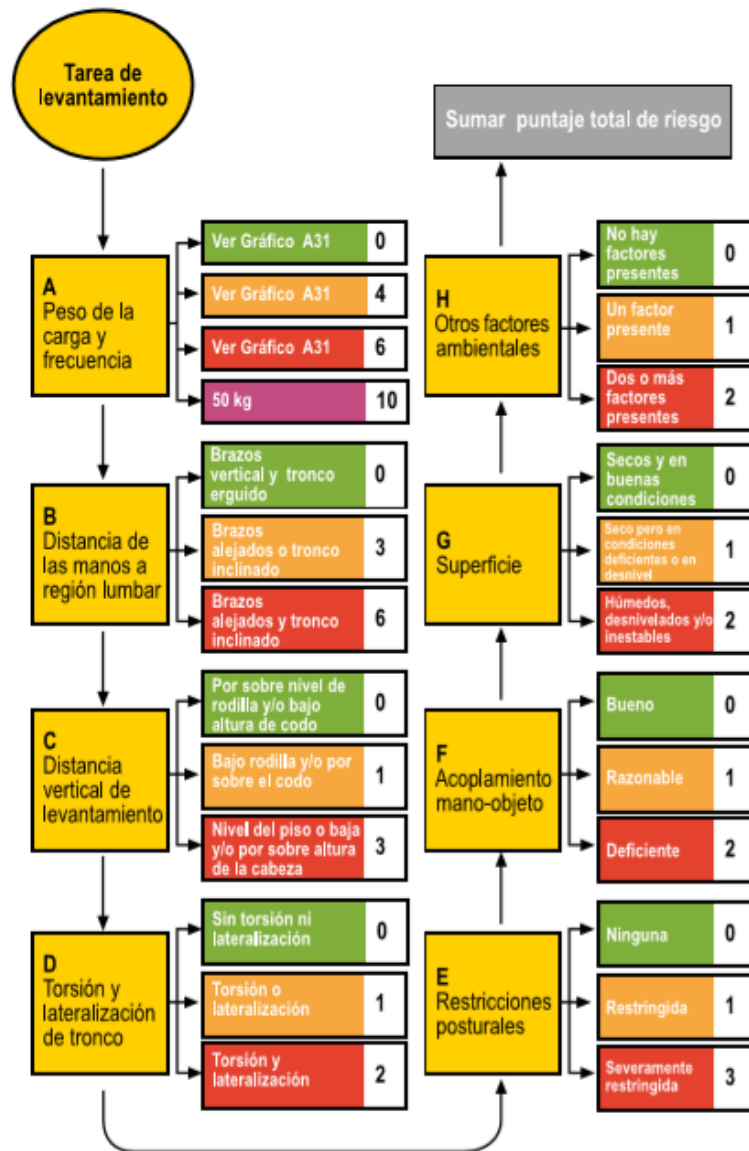 Tarea de
levantamiento
A
Peso de la
carga y
frecuencia
Ver Gráfico A31
0
Ver Gráfico A31
4
Ver Gráfico A31
6
50 kg
10
B
Distancia de
las manos a
región lumbar
Brazos
vertical y tronco
erguido
0
Brazos
alejados o tronco
inclinado
3
Brazos
alejados y tronco
inclinado
6
C
Distancia
vertical de
levantamiento
Por sobre nivel de
rodilla y/o bajo
altura de codo
0
Bajo rodilla y/o por
sobre el codo
1
Nivel del piso o baja
y/o por sobre altura
de la cabeza
3
D
Torsión y
lateralización
de tronco
Sin torsión ni
lateralización
0
Torsión o
lateralización
1
Torsión y
lateralización
2
E
Restricciones
posturales
Ninguna
0
Restringida
1
Severamente
restringida
3
F
Acoplamiento
mano-objeto
Bueno
0
Razonable
1
Deficiente
2
G
Superficie
Secos y en
buenas
condiciones
0
Seco pero en
condiciones
deficientes o en
desnivel
1
Húmedos,
desnivelados y/o
inestables
2
H
Otros factores
ambientales
No hay
factores
presentes
0
Un factor
presente
1
Dos o más
factores
presentes
2
Sumar puntaje total de riesgo